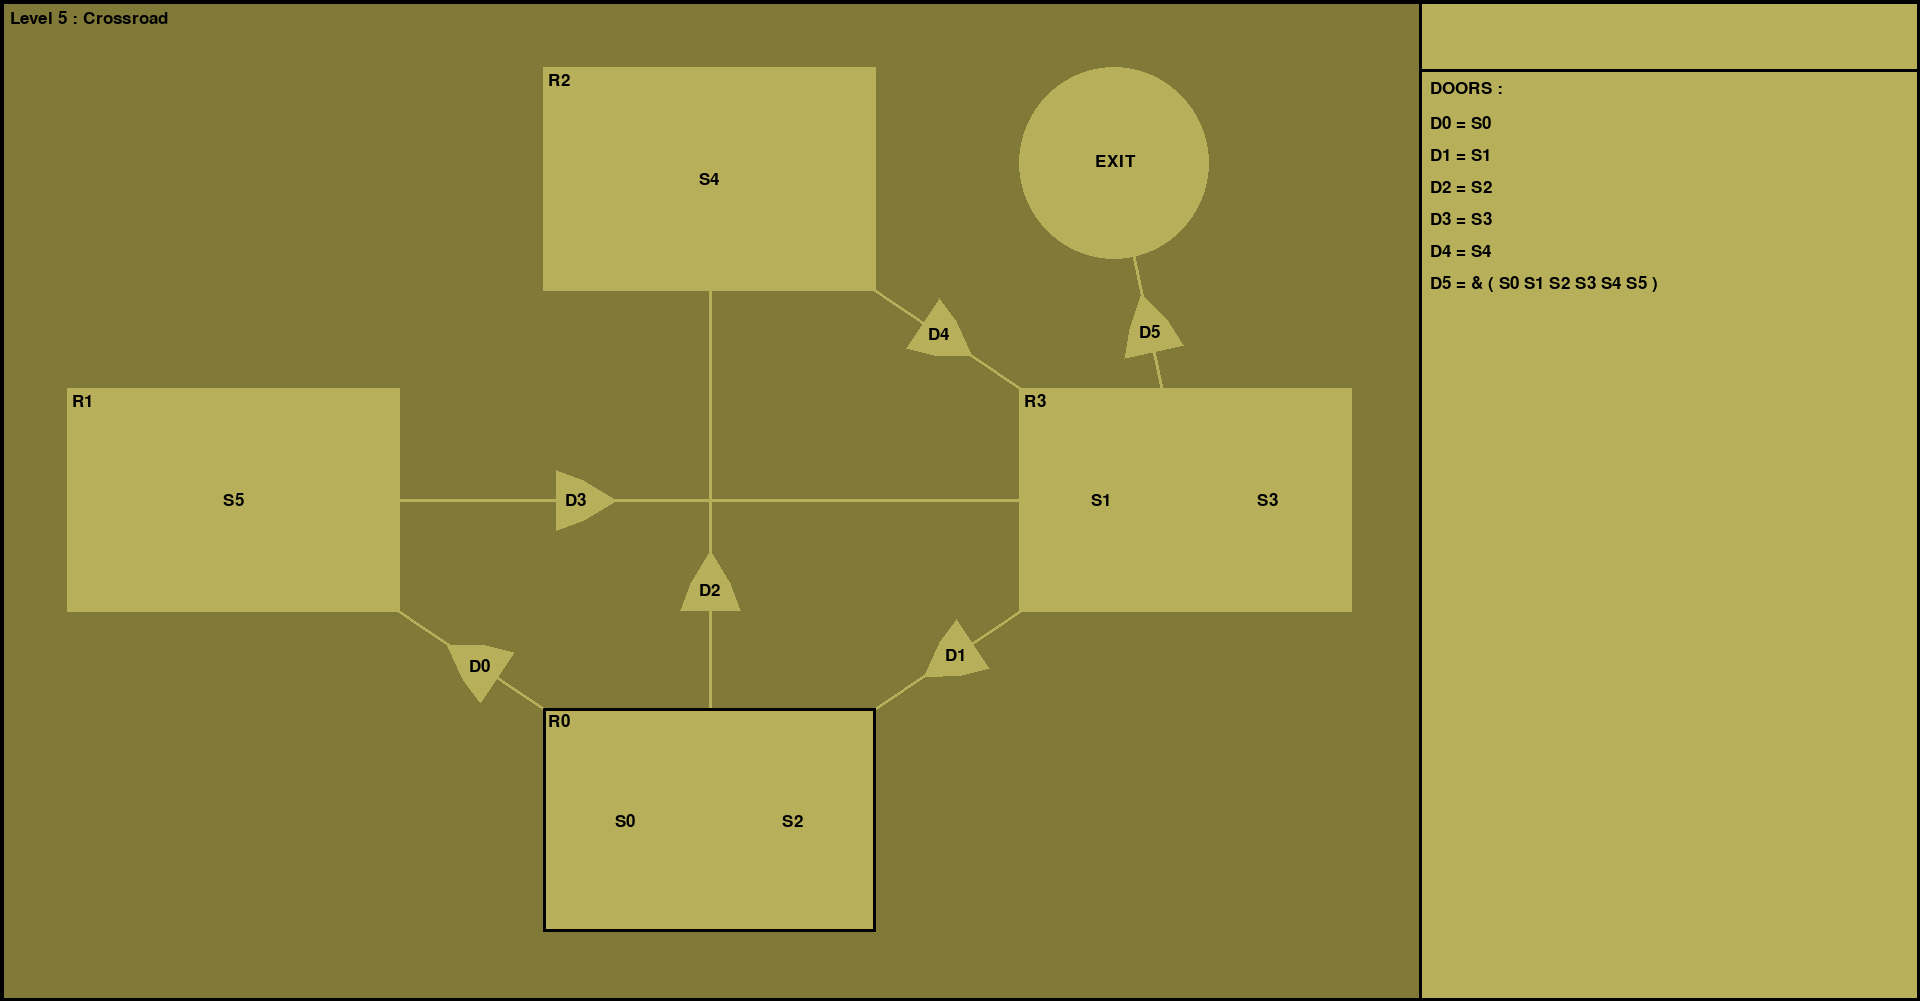 Level 5 : Crossroad
R2
S4
EXIT
D4
D5
R1
S5
D3
R3
S1
S3
D2
D0
D1
R0
S0
S2
DOORS :
D0 = S0
D1 = S1
D2 = S2
D3 = S3
D4 = S4
D5 = & ( S0 S1 S2 S3 S4 S5 )